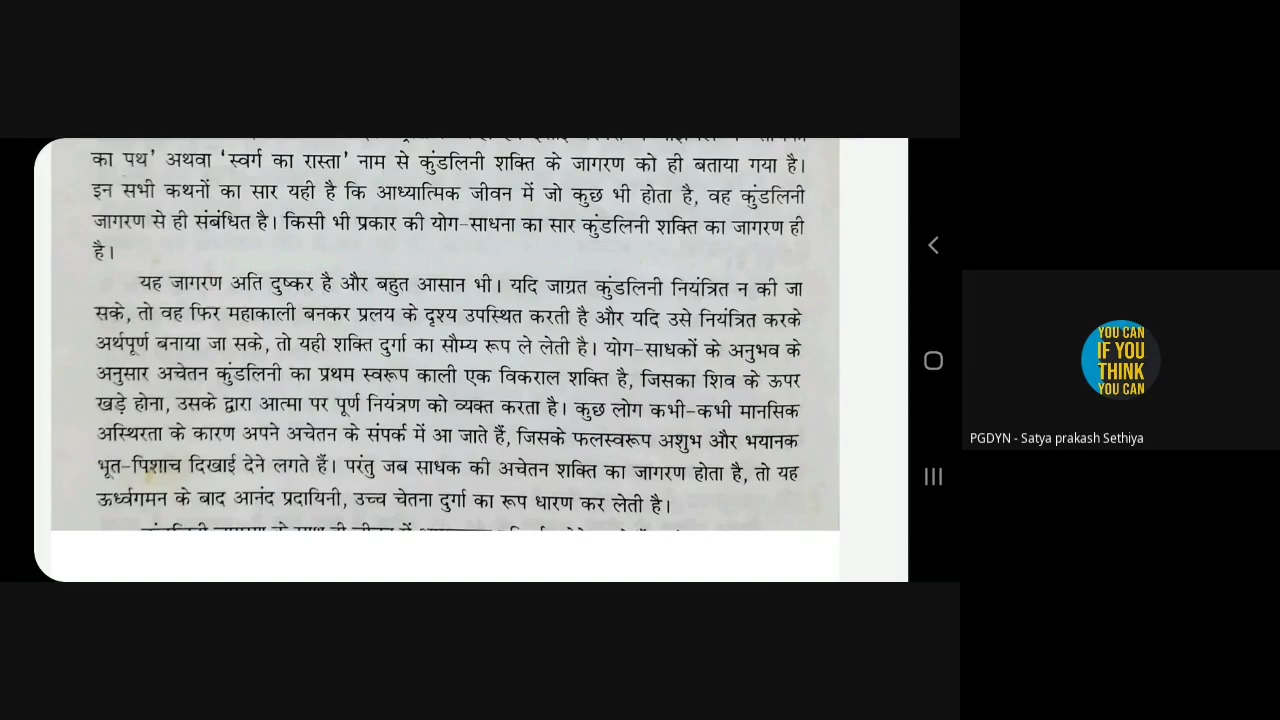 का पथ' अथवा 'स्वर्ग का रास्ता' नाम से कुंडलिनी शक्ति के जागरण को ही बताया गया है।
इन सभी कथनों का सार यही है कि आध्यात्मिक जीवन में जो कुछ भी होता है, वह कुंडलिनी
जागरण से ही संबंधित है। किसी भी प्रकार की योग-साधना का सार कुंडलिनी शक्ति का जागरण ही
है।
यह जागरण अति दुष्कर है और बहुत आसान भी। यदि जाग्रत कुंडलिनी नियंत्रित न की जा
सके, तो वह फिर महाकाली बनकर प्रलय के दृश्य उपस्थित करती है और यदि उसे नियंत्रित करके
अर्थपूर्ण बनाया जा सके, तो यही शक्ति दुर्गा का सौम्य रूप ले लेती है। योग-साधकों के अनुभव के
अनुसार अचेतन कुंडलिनी का प्रथम स्वरूप काली एक विकराल शक्ति है, जिसका शिव के ऊपर
खड़े होना, उसके द्वारा आत्मा पर पूर्ण नियंत्रण को व्यक्त करता है। कुछ लोग कभी-कभी मानसिक
अस्थिरता के कारण अपने अचेतन के संपर्क में आ जाते हैं, जिसके फलस्वरूप अशुभ और भयानक
भूत-पिशाच दिखाई देने लगते हैं। परंतु जब साधक की अचेतन शक्ति का जागरण होता है, तो यह
ऊर्ध्वगमन के बाद आनंद प्रदायिनी, उच्च चेतना दुर्गा का रूप धारण कर लेती है।
YOU CAN
IF YOU
THINK
YOU CAN
PGDYN - Satya prakash Sethiya